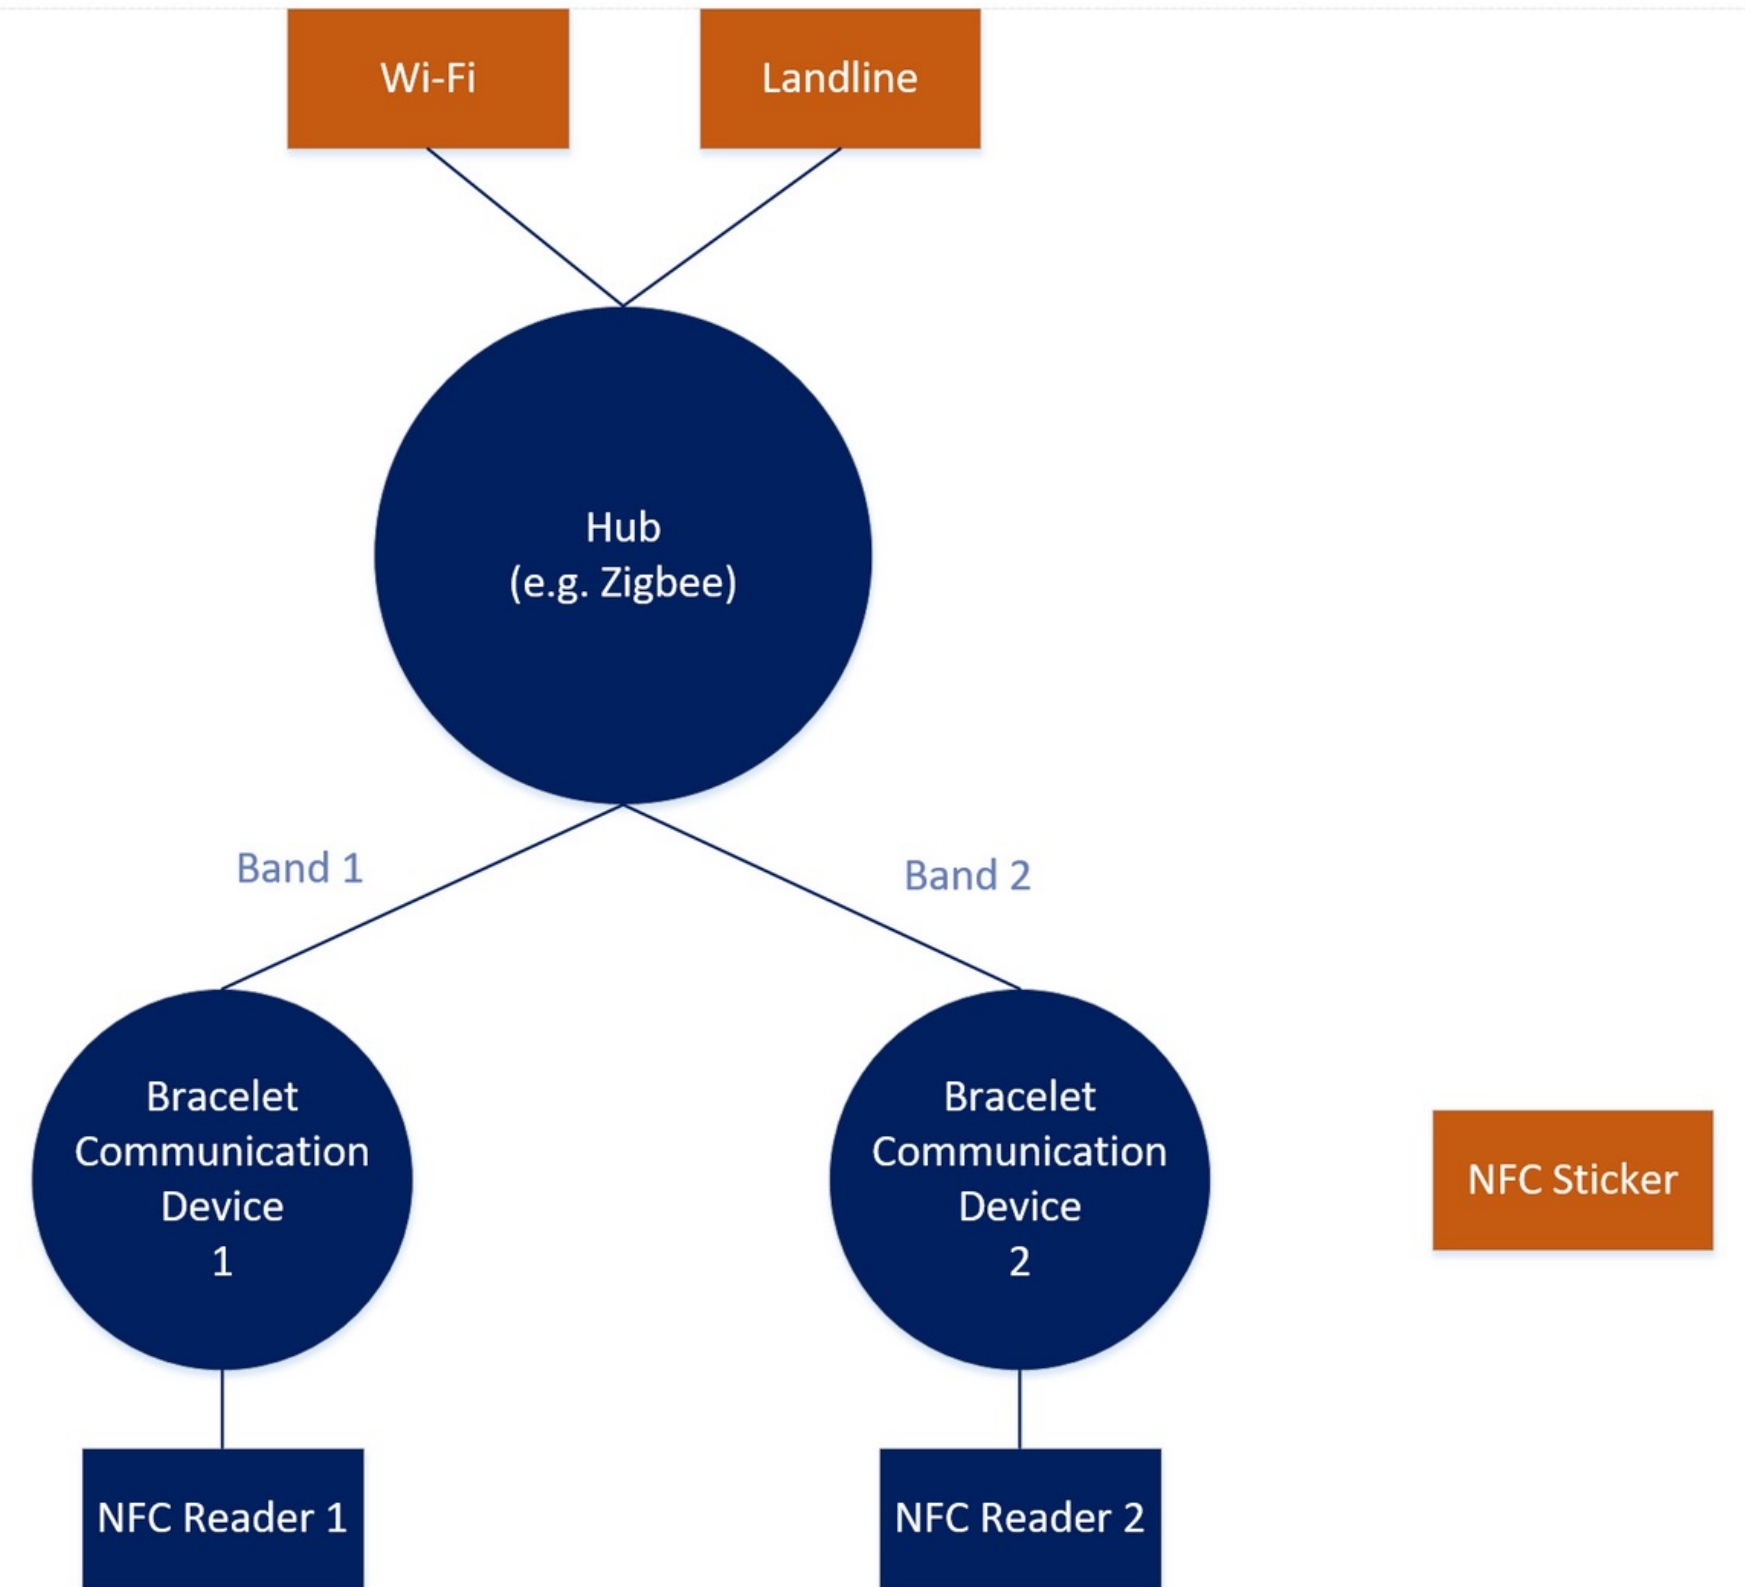 Wi-Fi
Landline
Hub
(e.g. Zigbee)
Band 1
Band 2
Bracelet
Communication
Device
1
Bracelet
Communication
Device
2
NFC Sticker
NFC Reader 1
NFC Reader 2